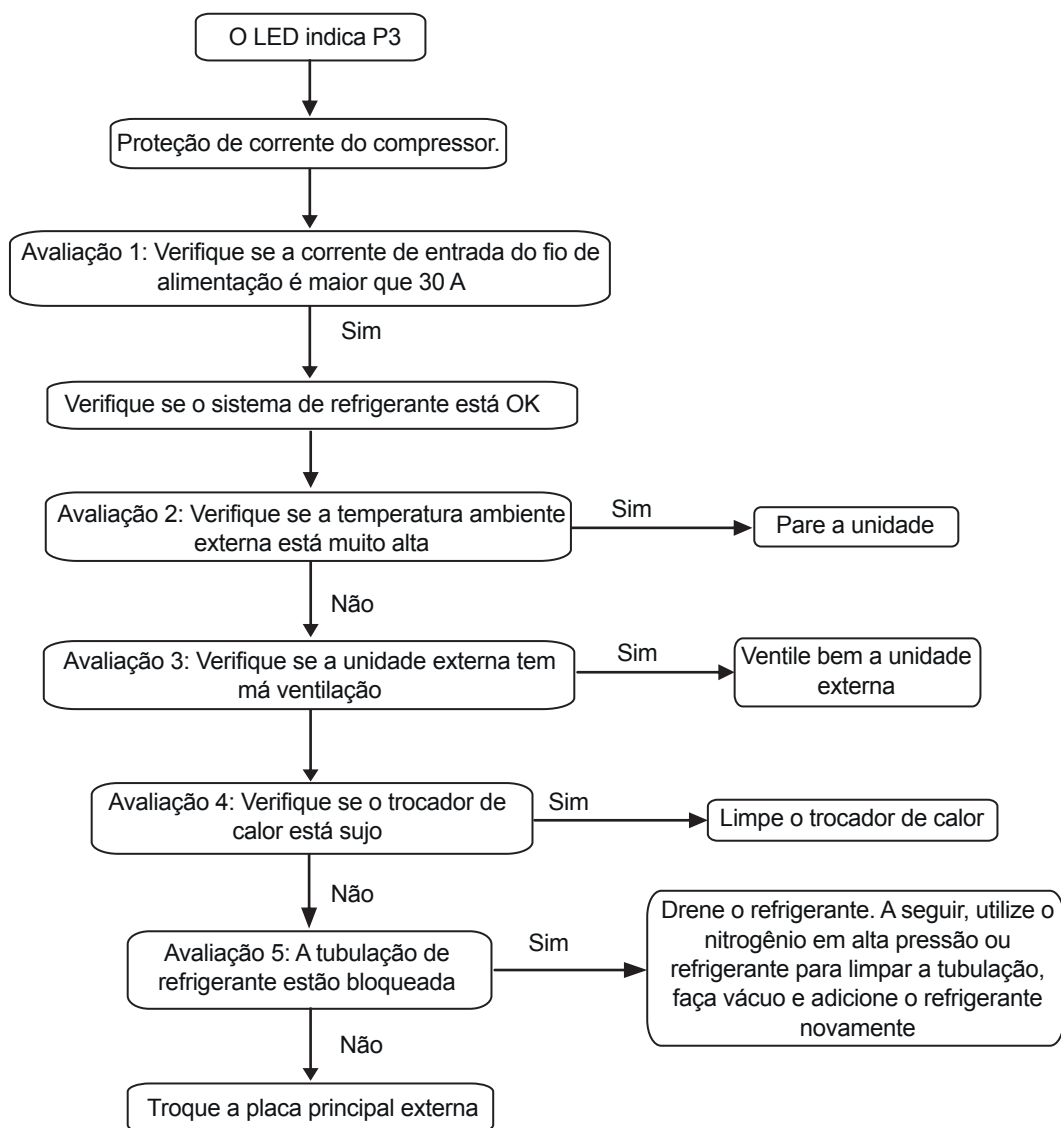 O LED indica P3
Proteção de corrente do compressor.
Avaliação 1: Verifique se a corrente de entrada do fio de
alimentação é maior que 30 A
Sim
Verifique se o sistema de refrigerante está OK
Avaliação 2: Verifique se a temperatura ambiente
externa está muito alta
Sim
Pare a unidade
Não
Avaliação 3: Verifique se a unidade externa tem
má ventilação
Sim
Ventile bem a unidade
externa
Avaliação 4: Verifique se o trocador de
calor está sujo
Sim
Limpe o trocador de calor
Não
Avaliação 5: A tubulação de
refrigerante estão bloqueada
Sim
Drene o refrigerante. A seguir, utilize o
nitrogênio em alta pressão ou
refrigerante para limpar a tubulação,
faça vácuo e adicione o refrigerante
novamente
Não
Troque a placa principal externa